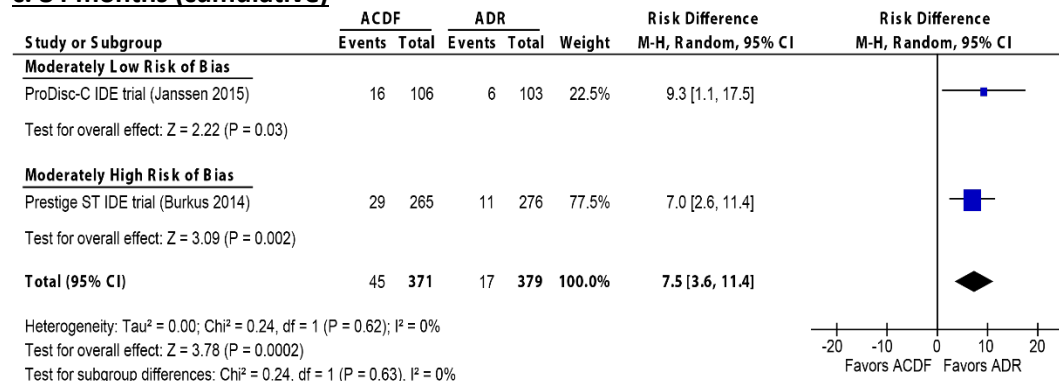 c. 84 months (cumulative)
ACDF ADR Risk Difference Risk Difference
Study or Subgroup Events Total Events Total Weight M-H, Random, 95% CI M-H, Random, 95% CI
Moderately Low Risk of Bias
ProDisc-C IDE trial (Janssen 2015) 16 106 6 103 22.5% 9.3 [1.1, 17.5]
Test for overall effect: Z = 2.22 (P = 0.03)
Moderately High Risk of Bias
Prestige ST IDE trial (Burkus 2014) 29 265 11 276 77.5% 7.0 [2.6, 11.4]
Test for overall effect: Z = 3.09 (P = 0.002)
Total (95% CI) 45 371 17 379 100.0% 7.5 [3.6, 11.4]
Heterogeneity: Tau² = 0.00; Chi² = 0.24, df = 1 (P = 0.62); I² = 0%
Test for overall effect: Z = 3.78 (P = 0.0002)
Test for subgroup differences: Chi² = 0.24, df = 1 (P = 0.63), I² = 0%
-20 -10 0 10 20
Favors ACDF Favors ADR